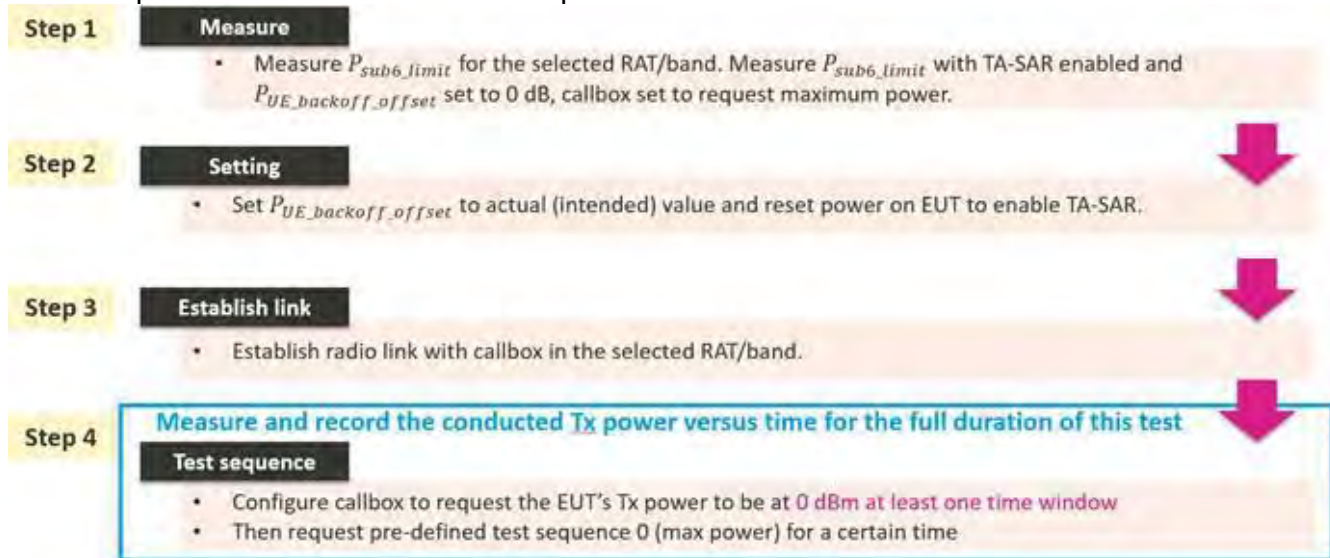 Step 1
Measure
• Measure P_sub6_limit for the selected RAT/band. Measure P_sub6_limit with TA-SAR enabled and
P_UE_backoff_offset set to 0 dB, callbox set to request maximum power.
Step 2
Setting
• Set P_UE_backoff_offset to actual (intended) value and reset power on EUT to enable TA-SAR.
Step 3
Establish link
• Establish radio link with callbox in the selected RAT/band.
Step 4
Measure and record the conducted Tx power versus time for the full duration of this test
Test sequence
• Configure callbox to request the EUT's Tx power to be at 0 dBm at least one time window
• Then request pre-defined test sequence 0 (max power) for a certain time